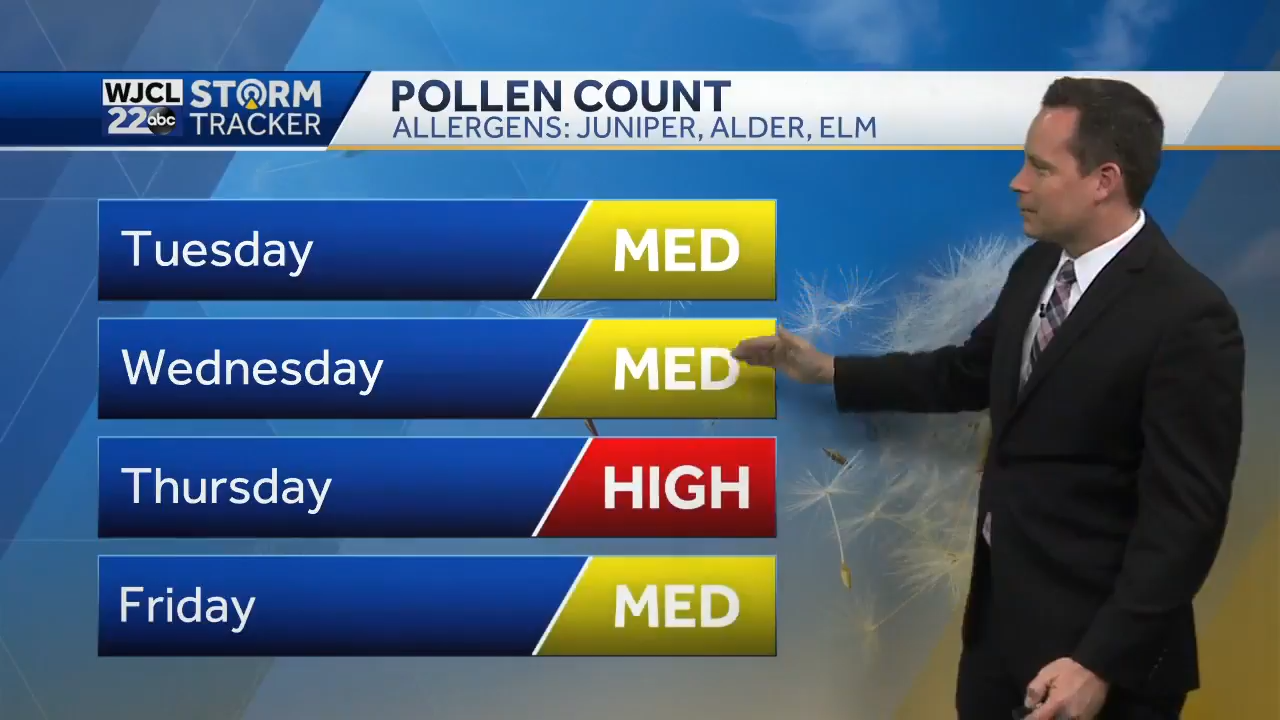 WJCL
22 abc
STORM
TRACKER
POLLEN COUNT
ALLERGENS: JUNIPER, ALDER, ELM
Tuesday MED
Wednesday MED
Thursday HIGH
Friday MED